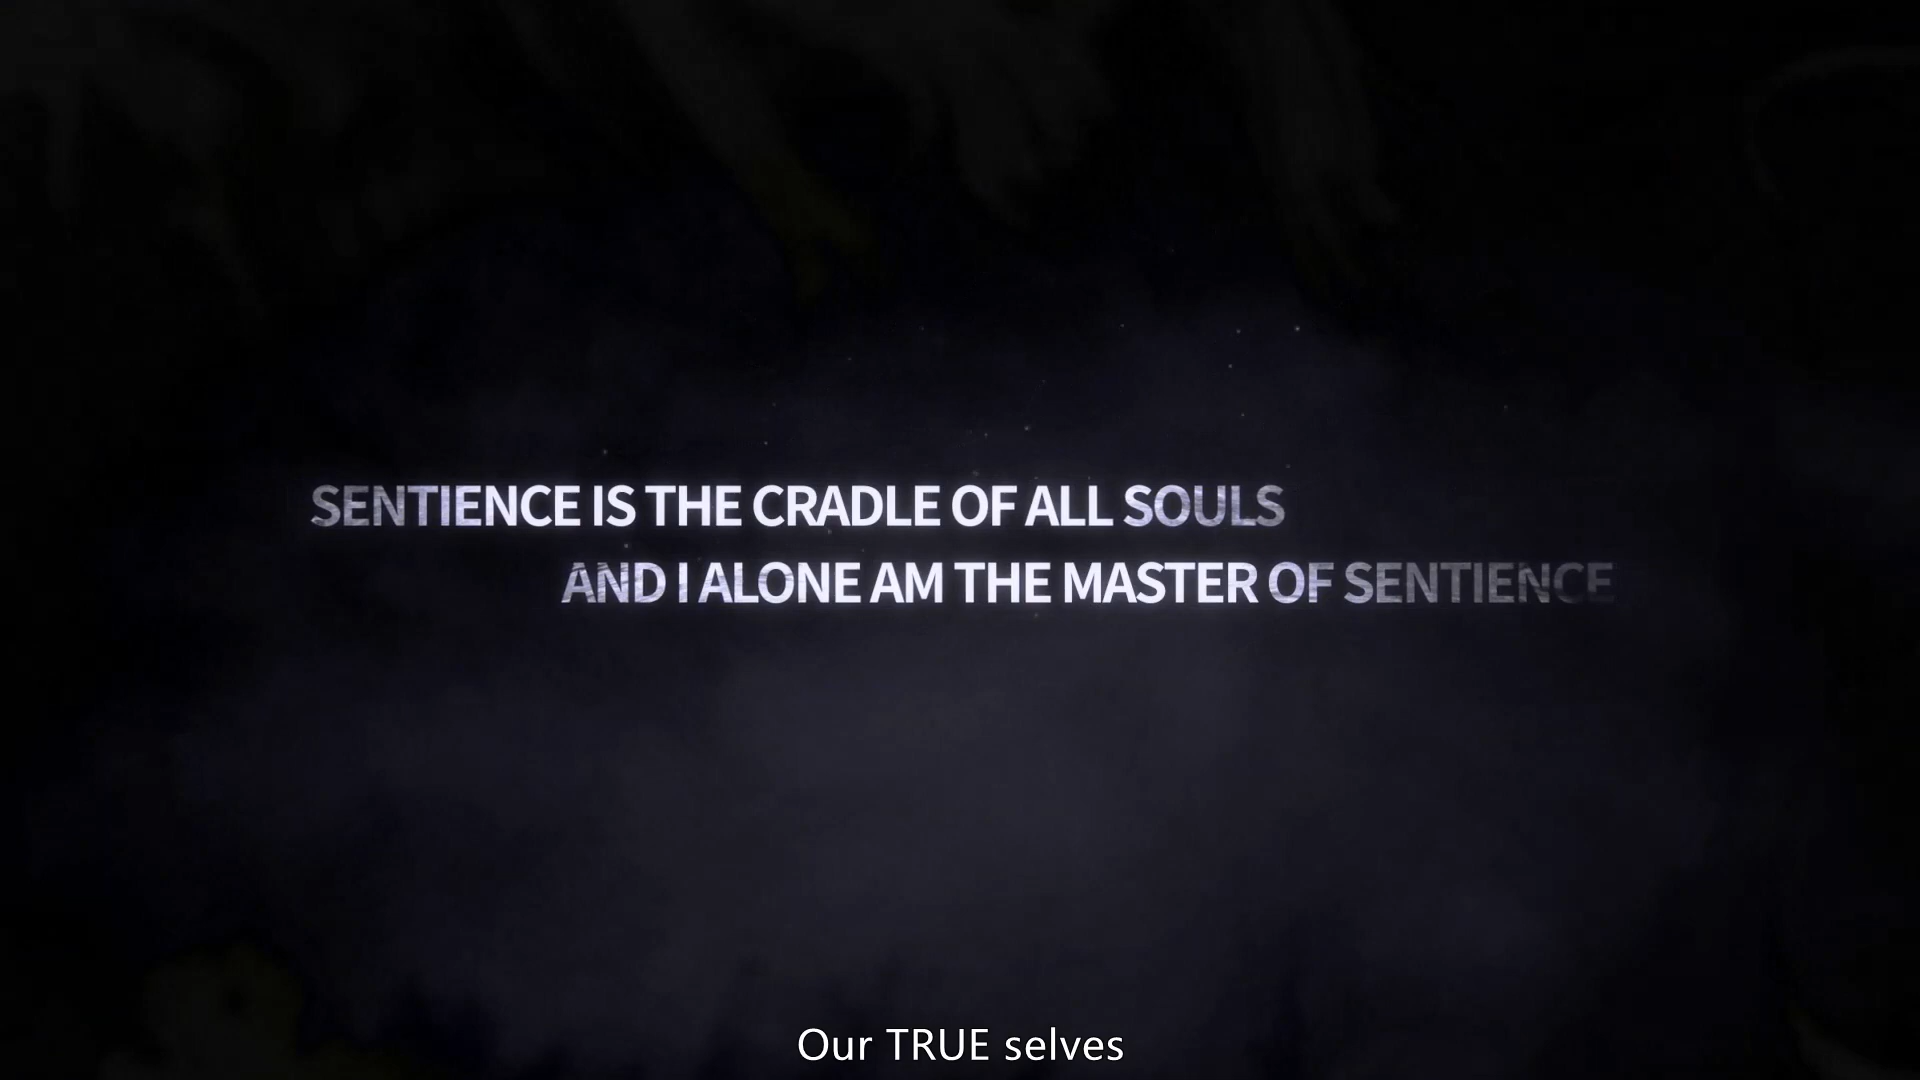 SENTIENCE IS THE CRADLE OF ALL SOULS
AND I ALONE AM THE MASTER OF SENTIENCE
Our TRUE selves